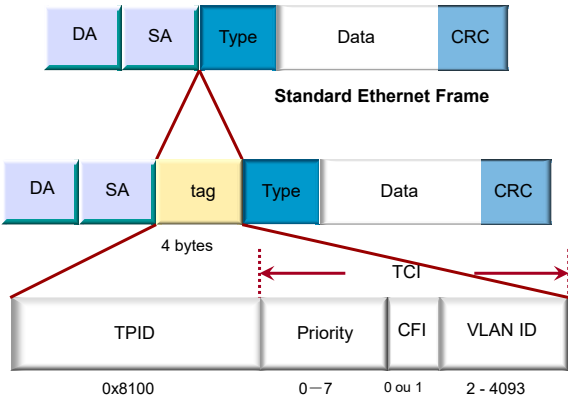 DA SA Type Data CRC
Standard Ethernet Frame
DA SA tag Type Data CRC
4 bytes
TCI
TPID Priority CFI VLAN ID
0x8100 0－7 0 ou 1 2 - 4093